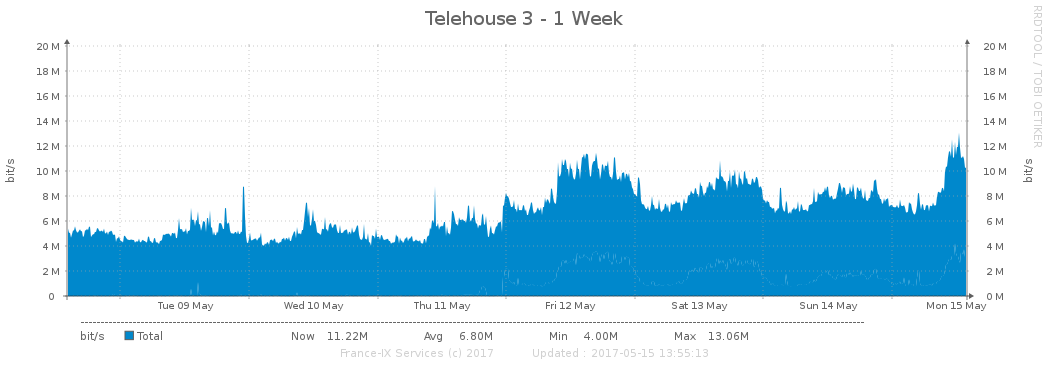 Telehouse 3 - 1 Week
RRDTOOL / TOBI OETIKER
bit/s
20 M 20 M
18 M 18 M
16 M 16 M
14 M 14 M
12 M 12 M
10 M 10 M
8 M 8 M
6 M 6 M
4 M 4 M
2 M 2 M
0 0 M
bit/s
Tue 09 May Wed 10 May Thu 11 May Fri 12 May Sat 13 May Sun 14 May Mon 15 May
bit/s Total Now 11.22M Avg 6.80M Min 4.00M Max 13.06M
France-IX Services (c) 2017 Updated : 2017-05-15 13:55:13